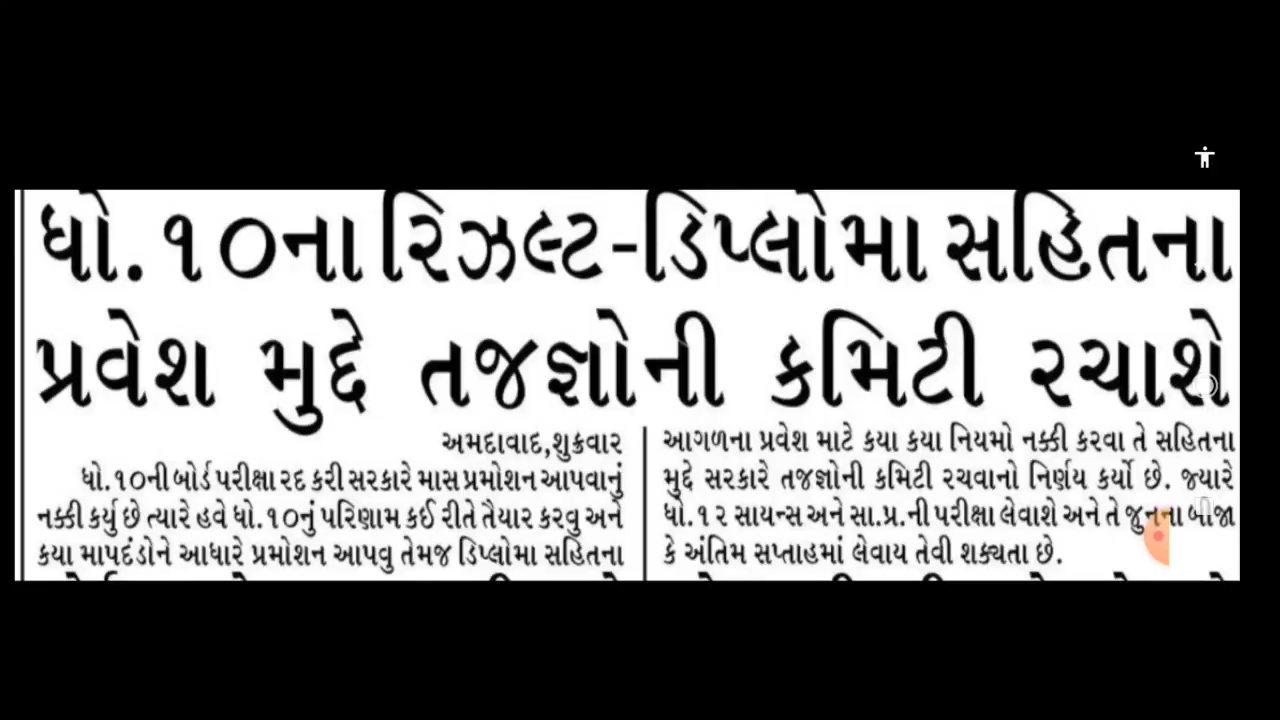 ધો. ૧૦ના રિઝલ્ટ-ડિપ્લોમા સહિતના
પ્રવેશ મુદ્દે તજજ્ઞોની કમિટી રચાશે
અમદાવાદ,શુક્રવાર
ધો. ૧૦ની બોર્ડ પરીક્ષા રદ કરી સરકારે માસ પ્રમોશન આપવાનું
નક્કી કર્યુ છે ત્યારે હવે ધો. ૧૦નું પરિણામ કઈ રીતે તૈયાર કરવુ અને
કયા માપદંડોને આધારે પ્રમોશન આપવુ તેમજ ડિપ્લોમા સહિતના
આગળના પ્રવેશ માટે કયા કયા નિયમો નક્કી કરવા તે સહિતના
મુદ્દે સરકારે તજજ્ઞોની કમિટી રચવાનો નિર્ણય કર્યો છે. જ્યારે
ધો. ૧૨ સાયન્સ અને સા.પ્ર.ની પરીક્ષા લેવાશે અને તે જુનના બીજા
કે અંતિમ સપ્તાહમાં લેવાય તેવી શક્યતા છે.